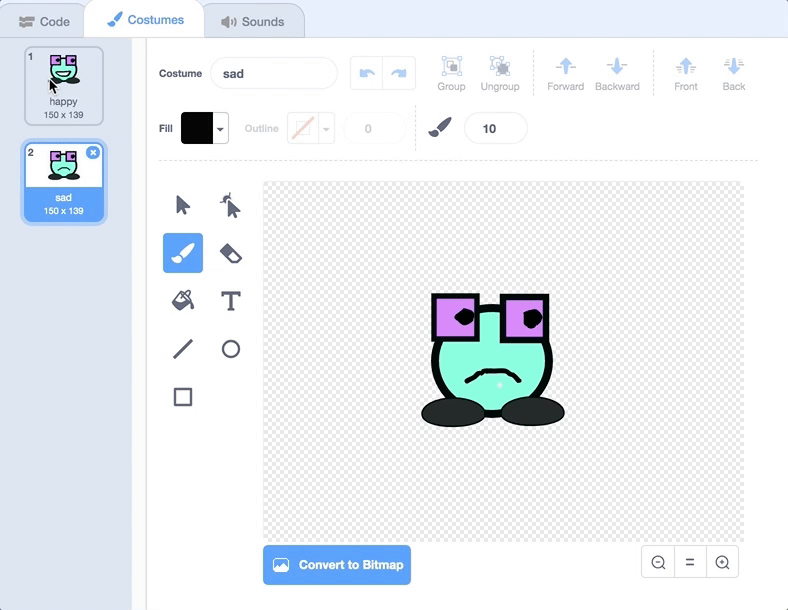 Code
Costumes
Sounds
1
happy
150 x 139
2
sad
150 x 139
Costume
sad
Group
Ungroup
Forward
Backward
Front
Back
Fill
Outline
0
10
T
Convert to Bitmap